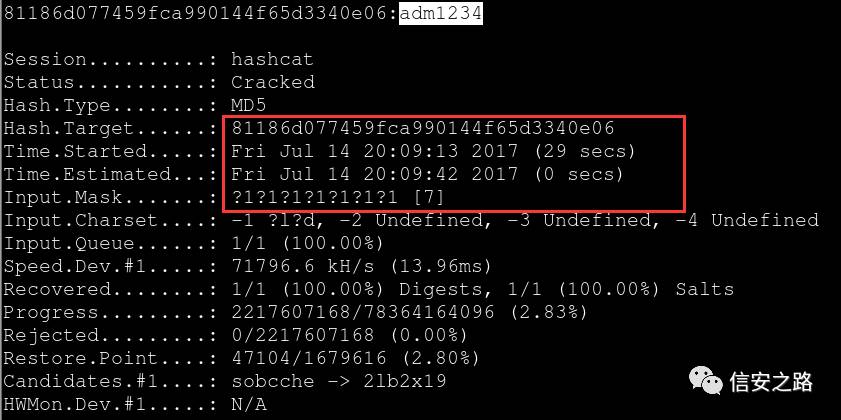 81186d077459fca990144f65d3340e06:adm1234
Session..........: hashcat
Status...........: Cracked
Hash.Type........: MD5
Hash.Target......: 81186d077459fca990144f65d3340e06
Time.Started.....: Fri Jul 14 20:09:13 2017 (29 secs)
Time.Estimated...: Fri Jul 14 20:09:42 2017 (0 secs)
Input.Mask.......: ?1?1?1?1?1?1?1 [7]
Input.Charset....: -1 ?l?d, -2 Undefined, -3 Undefined, -4 Undefined
Input.Queue......: 1/1 (100.00%)
Speed.Dev.#1.....: 71796.6 kH/s (13.96ms)
Recovered........: 1/1 (100.00%) Digests, 1/1 (100.00%) Salts
Progress.........: 2217607168/78364164096 (2.83%)
Rejected.........: 0/2217607168 (0.00%)
Restore.Point....: 47104/1679616 (2.80%)
Candidates.#1....: sobcche -> 2lb2x19
HWMon.Dev.#1.....: N/A
信安之路